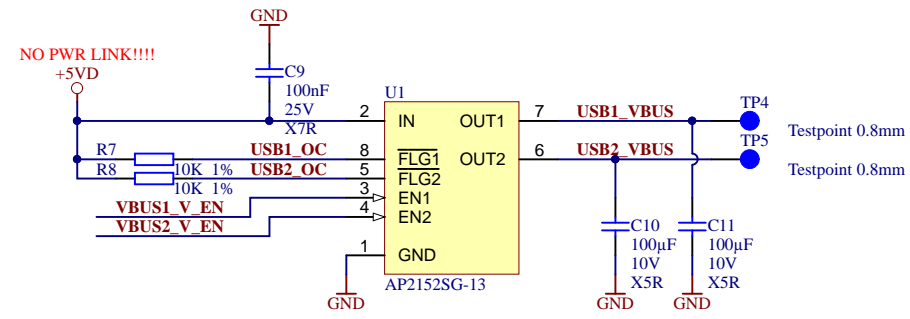 GND
NO PWR LINK!!!!
+5VD
C9
100nF
25V
X7R
U1
2 IN OUT1 7 USB1_VBUS TP4
Testpoint 0.8mm
R7 10K 1% USB1_OC 8 FLG1 OUT2 6 USB2_VBUS TP5
Testpoint 0.8mm
R8 10K 1% USB2_OC 5 FLG2
VBUS1_V_EN 3 EN1
VBUS2_V_EN 4 EN2
1 GND
AP2152SG-13
GND
C10
100µF
10V
X5R
GND
C11
100µF
10V
X5R
GND